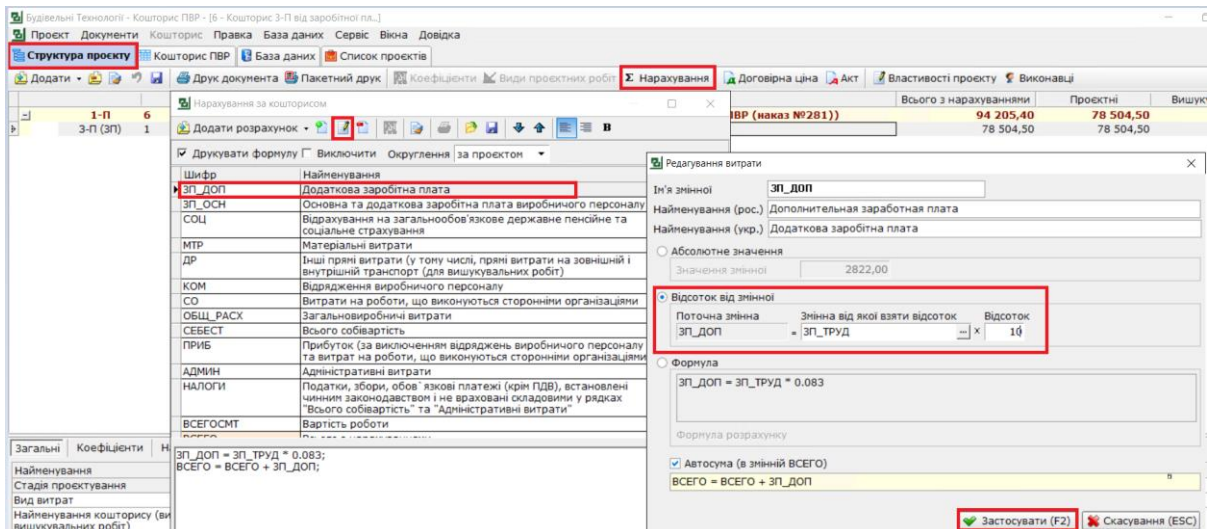 Будівельні Технології - Кошторис ПВР - [6 - Кошторис 3-П від заробітної пл...]
Проєкт Документи Кошторис Правка База даних Сервіс Вікна Довідка
Структура проєкту Кошторис ПВР База даних Список проєктів
Додати Друк документа Пакетний друк Коефіцієнти Види проєктних робіт Σ Нарахування Договірна ціна Акт Властивості проєкту Виконавці
Всього з нарахуваннями Проєктні Вишук
1-П 6 ПВР (наказ №281)) 94 205,40 78 504,50
3-П (ЗП) 1 78 504,50 78 504,50
Нарахування за кошторисом
Додати розрахунок В
Друкувати формулу Виключити Округлення за проєктом
Шифр Найменування
ЗП_ДОП Додаткова заробітна плата
ЗП_ОСН Основна та додаткова заробітна плата виробничого персоналу
СОЦ Відрахування на загальнообов'язкове державне пенсійне та
соціальне страхування
МТР Матеріальні витрати
ДР Інші прямі витрати (у тому числі, прямі витрати на зовнішній і
внутрішній транспорт (для вишукувальних робіт)
КОМ Відрядження виробничого персоналу
СО Витрати на роботи, що виконуються сторонніми організаціями
ОБЩ_РАСХ Загальновиробничі витрати
СЕБЕСТ Всього собівартість
ПРИБ Прибуток (за виключенням відряджень виробничого персоналу
та витрат на роботи, що виконуються сторонніми організаціями
АДМИН Адміністративні витрати
НАЛОГИ Податки, збори, обов`язкові платежі (крім ПДВ), встановлені
чинним законодавством і не враховані складовими у рядках
"Всього собівартість" та "Адміністративні витрати"
ВСЕГОСМТ Вартість роботи
ЗП_ДОП = ЗП_ТРУД * 0.083;
ВСЕГО = ВСЕГО + ЗП_ДОП;
Загальні Коефіцієнти Н
Найменування
Стадія проєктування
Вид витрат
Найменування кошторису (ви
вишукувальних робіт)
Редагування витрати
Ім'я змінної ЗП_ДОП
Найменування (рос.) Дополнительная заработная плата
Найменування (укр.) Додаткова заробітна плата
Абсолютне значення
Значення змінної 2822,00
Відсоток від змінної
Поточна змінна Змінна від якої взяти відсоток Відсоток
ЗП_ДОП = ЗП_ТРУД ... × 10
Формула
ЗП_ДОП = ЗП_ТРУД * 0.083
Формула розрахунку
Автосума (в змінній ВСЕГО)
ВСЕГО = ВСЕГО + ЗП_ДОП
Застосувати (F2) Скасування (ESC)